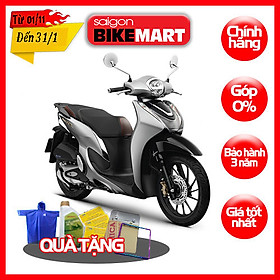 Từ 01/11
Đến 31/1
saigon
BIKEMART
Chính
hãng
Góp
0%
Bảo hành
3 năm
Giá tốt
nhất
QUÀ TẶNG